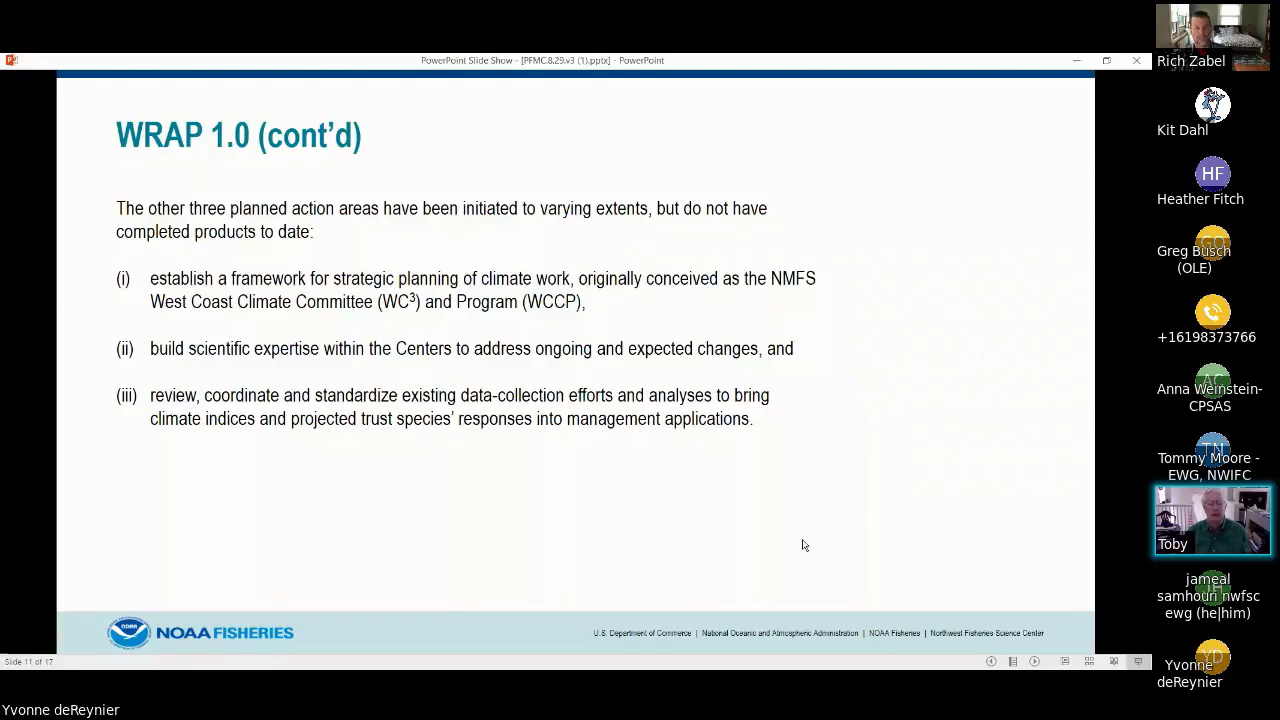 PowerPoint Slide Show - [PFMC.8.29.v3 (1).pptx] - PowerPoint
WRAP 1.0 (cont’d)
The other three planned action areas have been initiated to varying extents, but do not have
completed products to date:
(i) establish a framework for strategic planning of climate work, originally conceived as the NMFS
West Coast Climate Committee (WC³) and Program (WCCP),
(ii) build scientific expertise within the Centers to address ongoing and expected changes, and
(iii) review, coordinate and standardize existing data-collection efforts and analyses to bring
climate indices and projected trust species’ responses into management applications.
NOAA
NOAA FISHERIES
U.S. Department of Commerce | National Oceanic and Atmospheric Administration | NOAA Fisheries | Northwest Fisheries Science Center
Slide 11 of 17
Yvonne deReynier
Rich Zabel
Kit Dahl
HF
Heather Fitch
GO
Greg Busch
(OLE)
+16198373766
AC
Anna Weinstein-
CPSAS
TN
Tommy Moore -
EWG, NWIFC
Toby
JH
jameal
samhouri nwfsc
ewg (he|him)
YD
Yvonne
deReynier